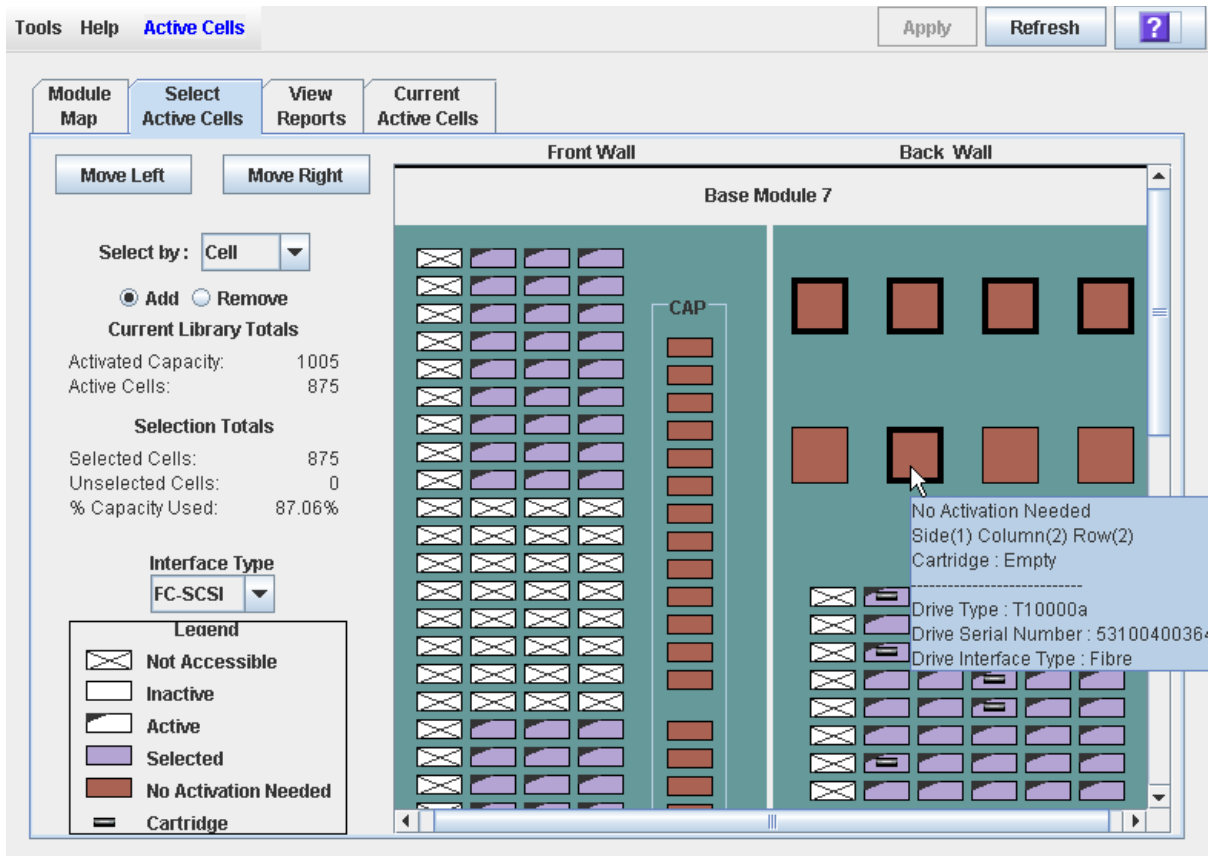 Tools Help Active Cells Apply Refresh ?
Module Map
Select Active Cells
View Reports
Current Active Cells
Move Left Move Right
Select by: Cell
Add Remove
Current Library Totals
Activated Capacity: 1005
Active Cells: 875
Selection Totals
Selected Cells: 875
Unselected Cells: 0
% Capacity Used: 87.06%
Interface Type
FC-SCSI
Legend
Not Accessible
Inactive
Active
Selected
No Activation Needed
Cartridge
Front Wall Back Wall
Base Module 7
CAP
No Activation Needed
Side(1) Column(2) Row(2)
Cartridge : Empty
---------------------------
Drive Type : T10000a
Drive Serial Number : 53100400364
Drive Interface Type : Fibre